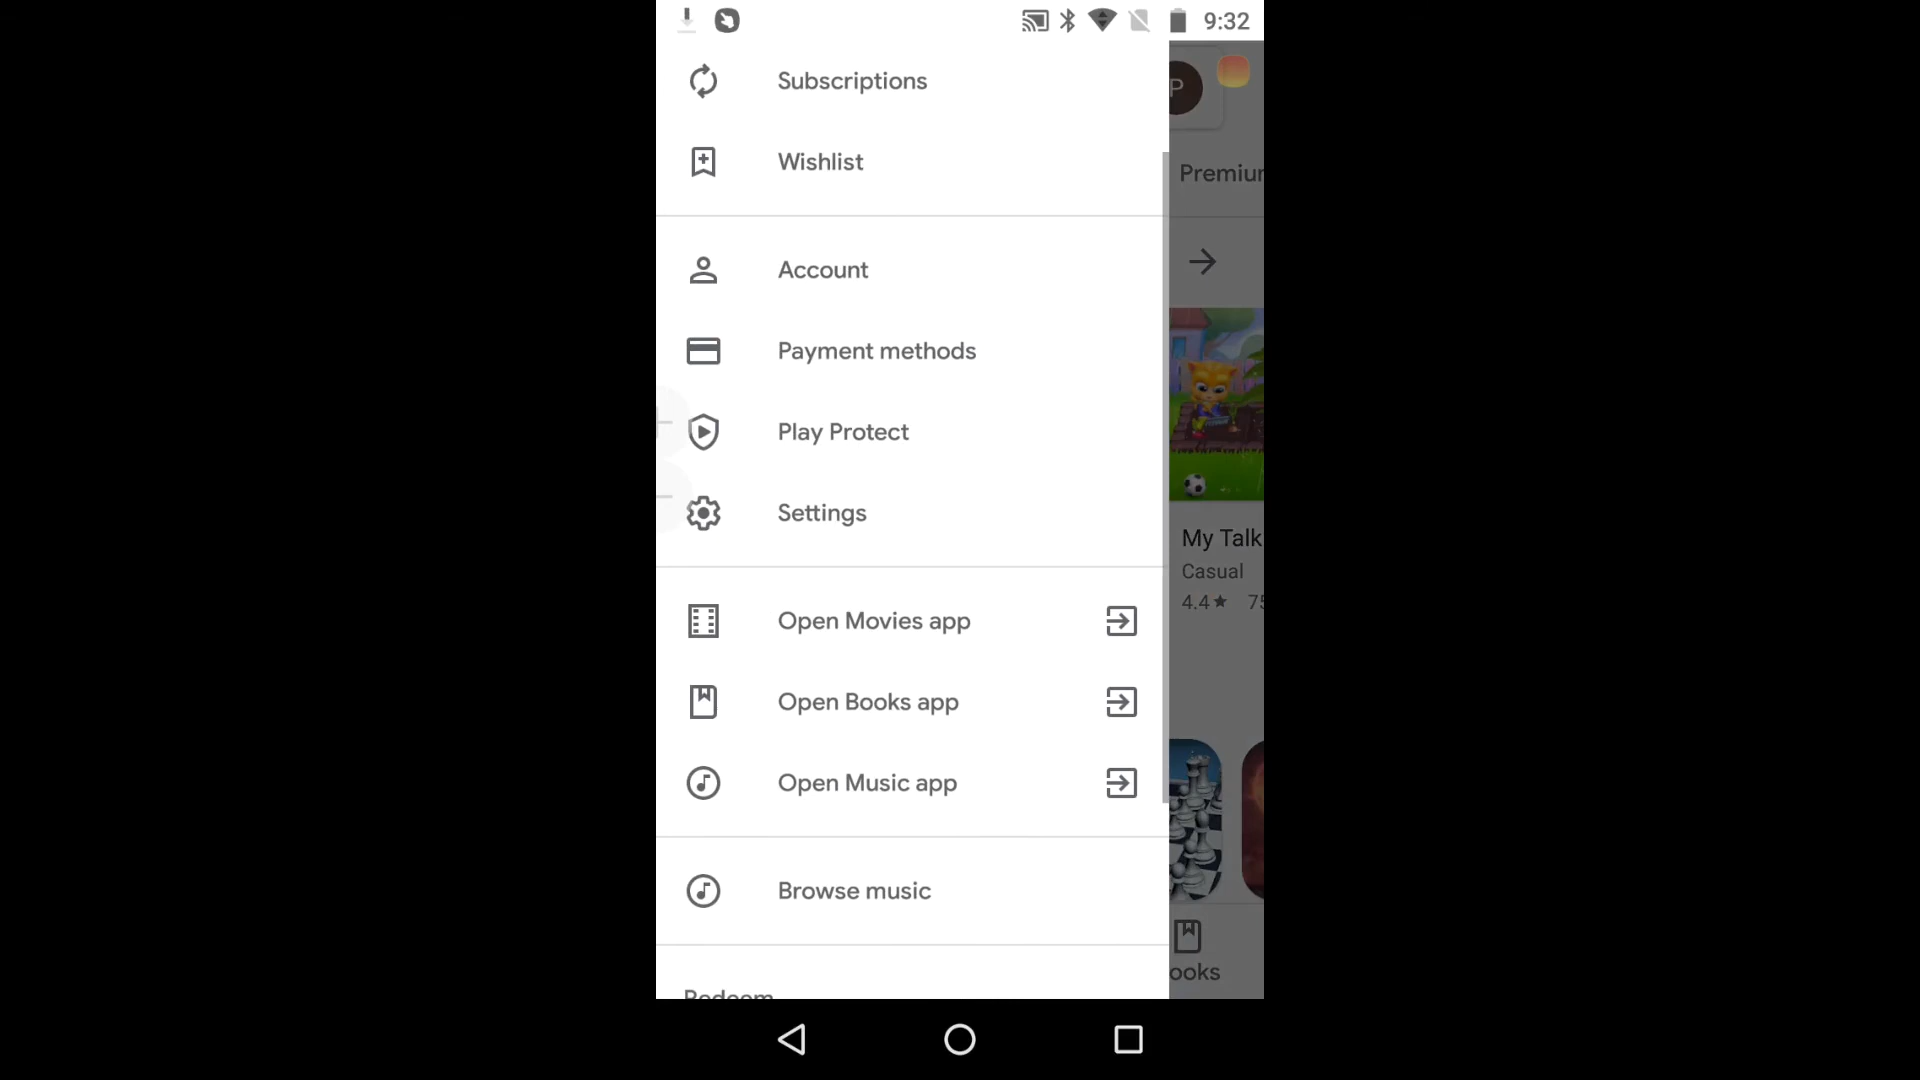 9:32
Subscriptions
P
Wishlist
Premiu
Account
Payment methods
Play Protect
Settings
My Talk
Casual
4.4★ 75
Open Movies app
Open Books app
Open Music app
Browse music
ooks
Redeem